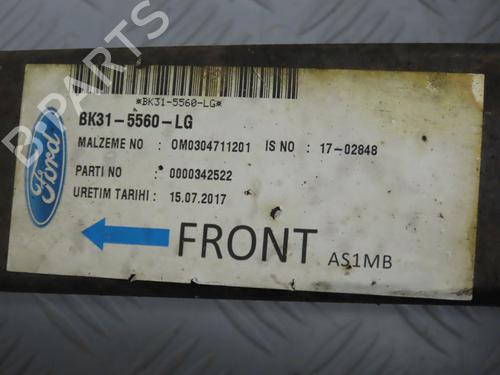 B-PARTS
*BK31-5560-LG*
BK31-5560-LG
MALZEME NO : OM0304711201 IS NO : 17-02848
PARTI NO : 0000342522
URETIM TARIHI : 15.07.2017
Ford
FRONT AS1MB